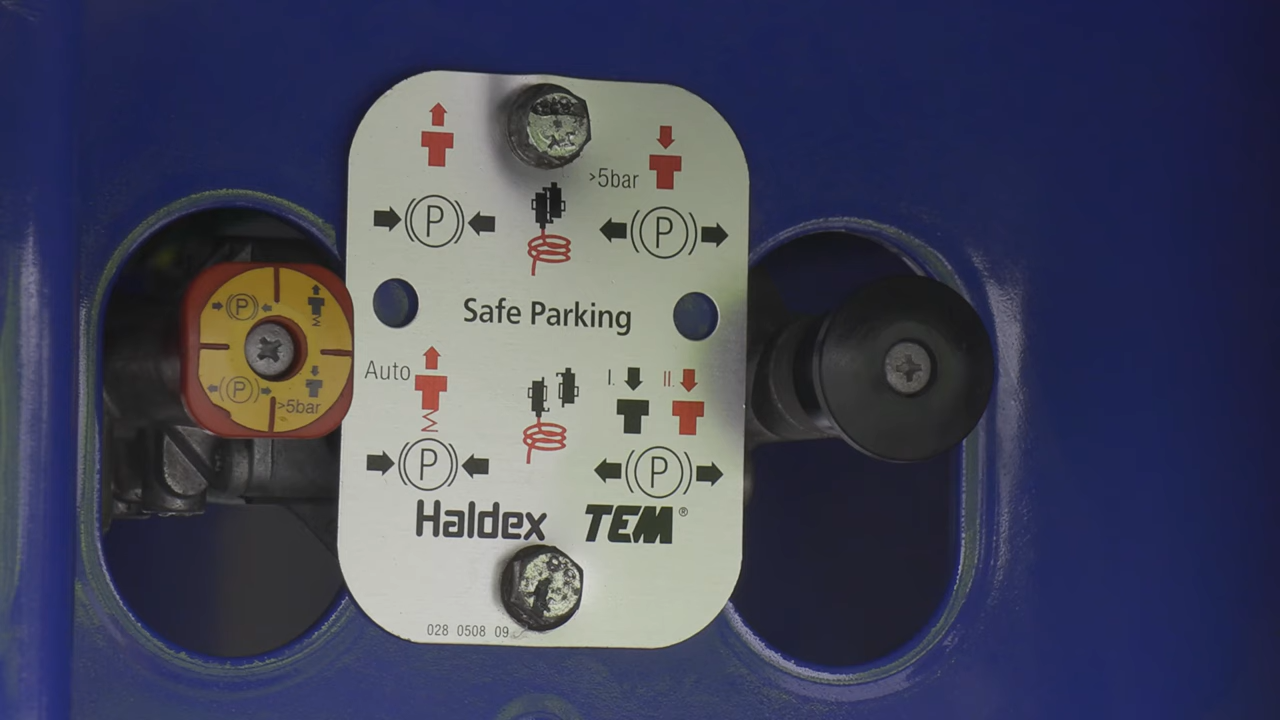 >5bar
P
P
P
P
Safe Parking
>5bar
Auto
I.
II.
P
P
Haldex TEM®
028 0508 09